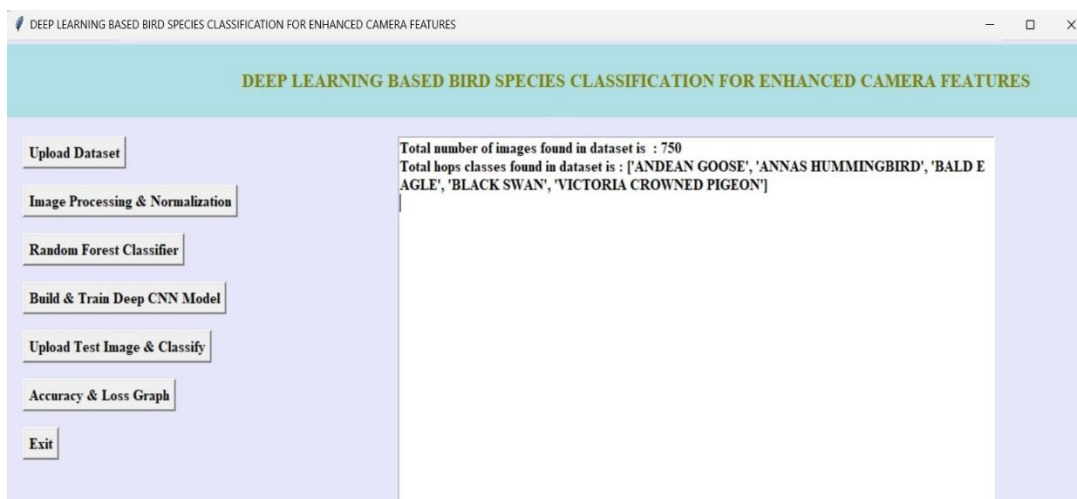 DEEP LEARNING BASED BIRD SPECIES CLASSIFICATION FOR ENHANCED CAMERA FEATURES
DEEP LEARNING BASED BIRD SPECIES CLASSIFICATION FOR ENHANCED CAMERA FEATURES
Upload Dataset
Image Processing & Normalization
Random Forest Classifier
Build & Train Deep CNN Model
Upload Test Image & Classify
Accuracy & Loss Graph
Exit
Total number of images found in dataset is  : 750
Total hops classes found in dataset is : ['ANDEAN GOOSE', 'ANNAS HUMMINGBIRD', 'BALD E
AGLE', 'BLACK SWAN', 'VICTORIA CROWNED PIGEON']